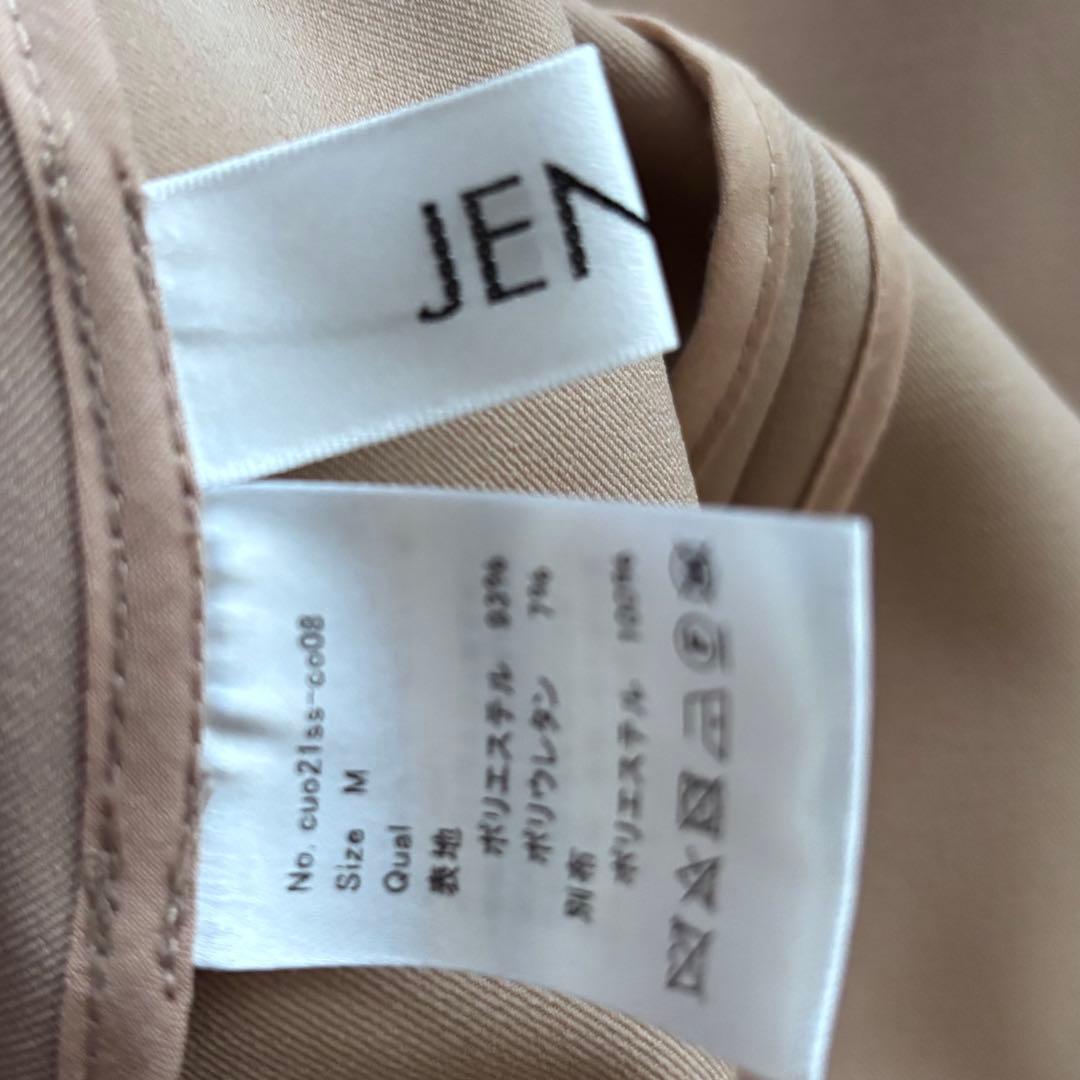 JEN
No. cuo21ss-co08
Size M
Qual
表地
ポリエステル 93%
ポリウレタン 7%
別布
ポリエステル 100%